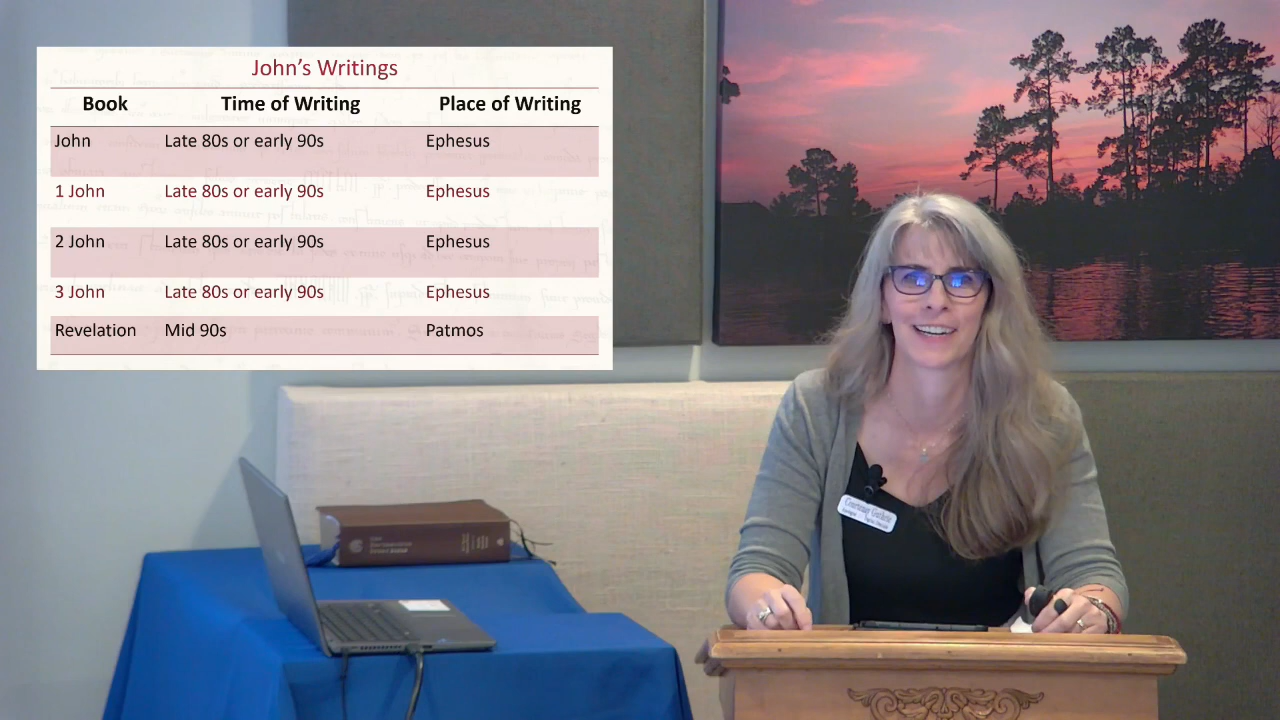 John’s Writings
Book Time of Writing Place of Writing
John Late 80s or early 90s Ephesus
1 John Late 80s or early 90s Ephesus
2 John Late 80s or early 90s Ephesus
3 John Late 80s or early 90s Ephesus
Revelation Mid 90s Patmos
Courtenay Guthrie